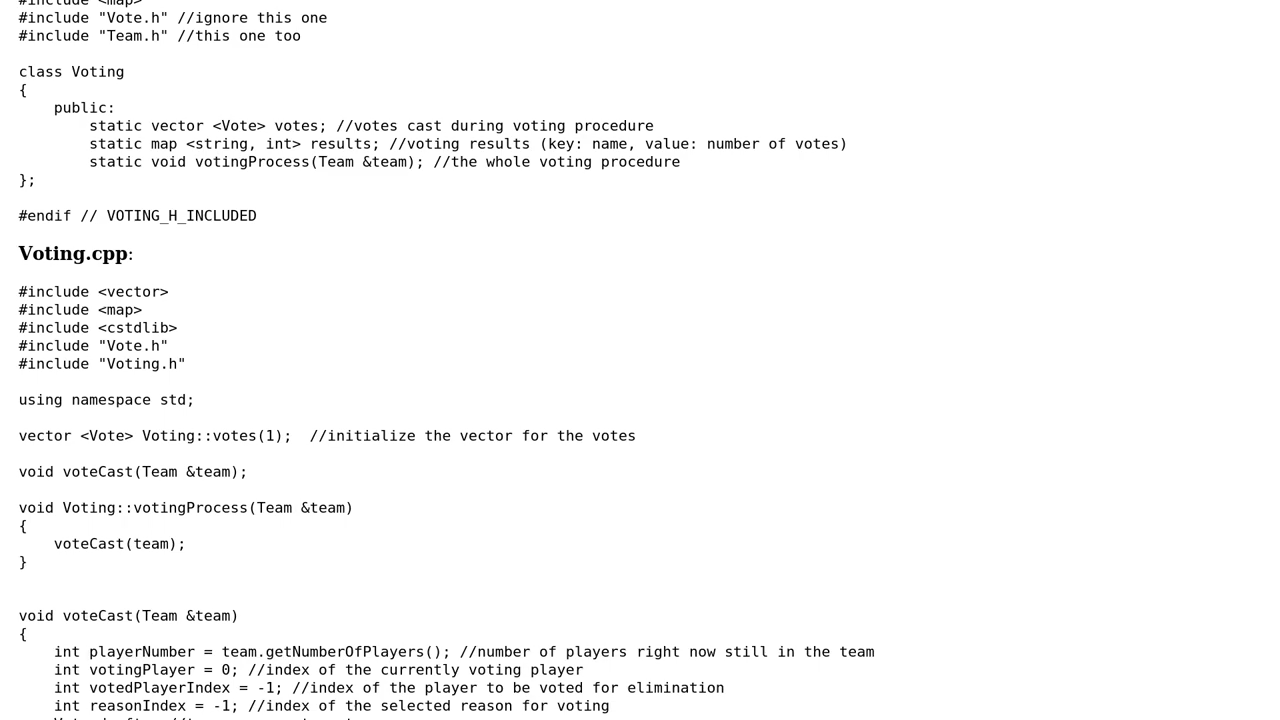 #include <map>
#include "Vote.h" //ignore this one
#include "Team.h" //this one too
class Voting
{
    public:
        static vector <Vote> votes; //votes cast during voting procedure
        static map <string, int> results; //voting results (key: name, value: number of votes)
        static void votingProcess(Team &team); //the whole voting procedure
};
#endif // VOTING_H_INCLUDED
Voting.cpp:
#include <vector>
#include <map>
#include <cstdlib>
#include "Vote.h"
#include "Voting.h"
using namespace std;
vector <Vote> Voting::votes(1);  //initialize the vector for the votes
void voteCast(Team &team);
void Voting::votingProcess(Team &team)
{
    voteCast(team);
}
void voteCast(Team &team)
{
    int playerNumber = team.getNumberOfPlayers(); //number of players right now still in the team
    int votingPlayer = 0; //index of the currently voting player
    int votedPlayerIndex = -1; //index of the player to be voted for elimination
    int reasonIndex = -1; //index of the selected reason for voting